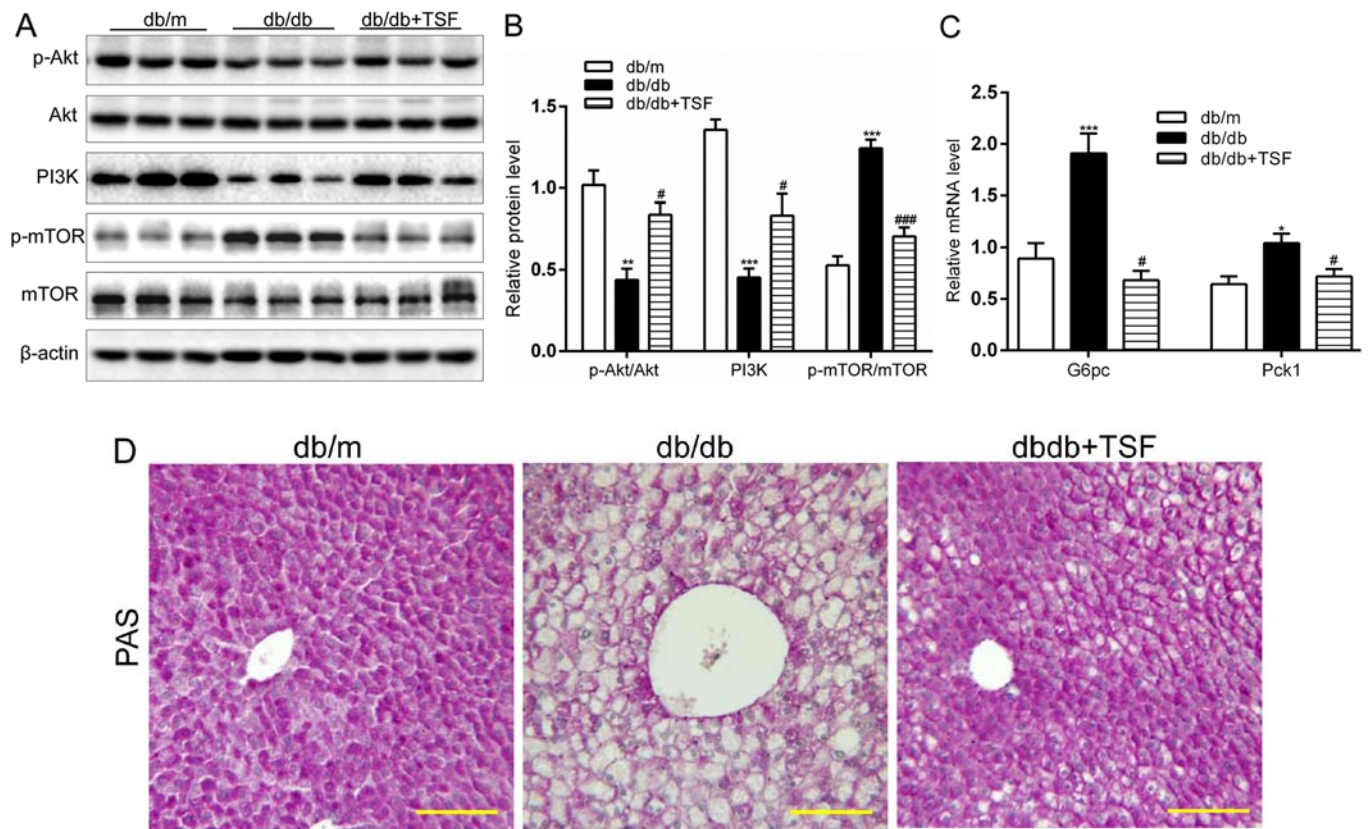 A
db/m db/db db/db+TSF
p-Akt
Akt
PI3K
p-mTOR
mTOR
β-actin
B
db/m
db/db
db/db+TSF
Relative protein level
1.5
1.0
0.5
0.0
**
#
***
#
***
###
p-Akt/Akt PI3K p-mTOR/mTOR
C
db/m
db/db
db/db+TSF
Relative mRNA level
2.5
2.0
1.5
1.0
0.5
0.0
***
#
*
#
G6pc Pck1
D
db/m db/db dbdb+TSF
PAS